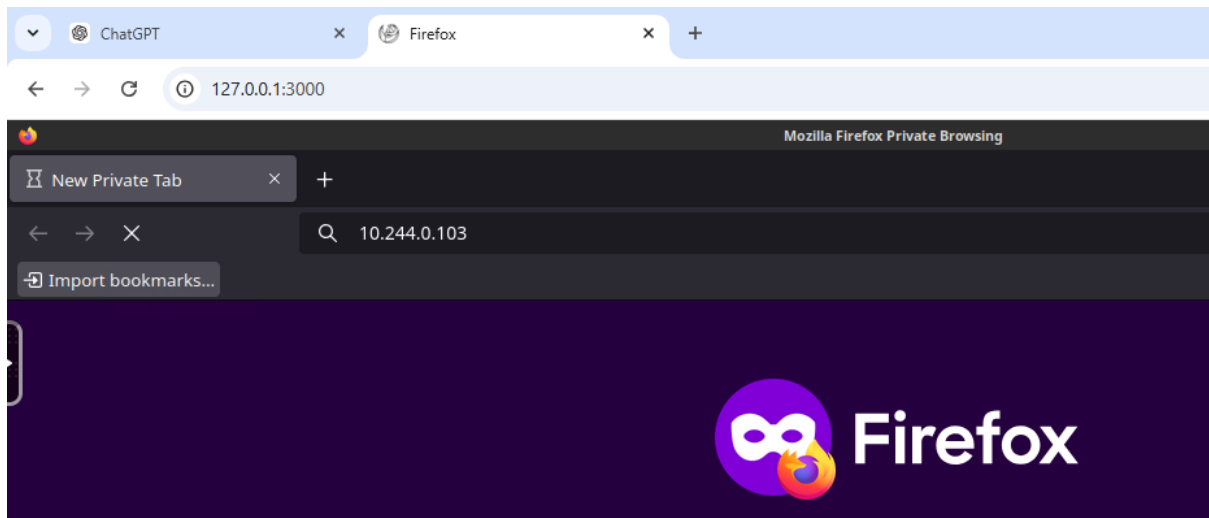 ChatGPT Firefox
127.0.0.1:3000
Mozilla Firefox Private Browsing
New Private Tab
10.244.0.103
Import bookmarks...
Firefox